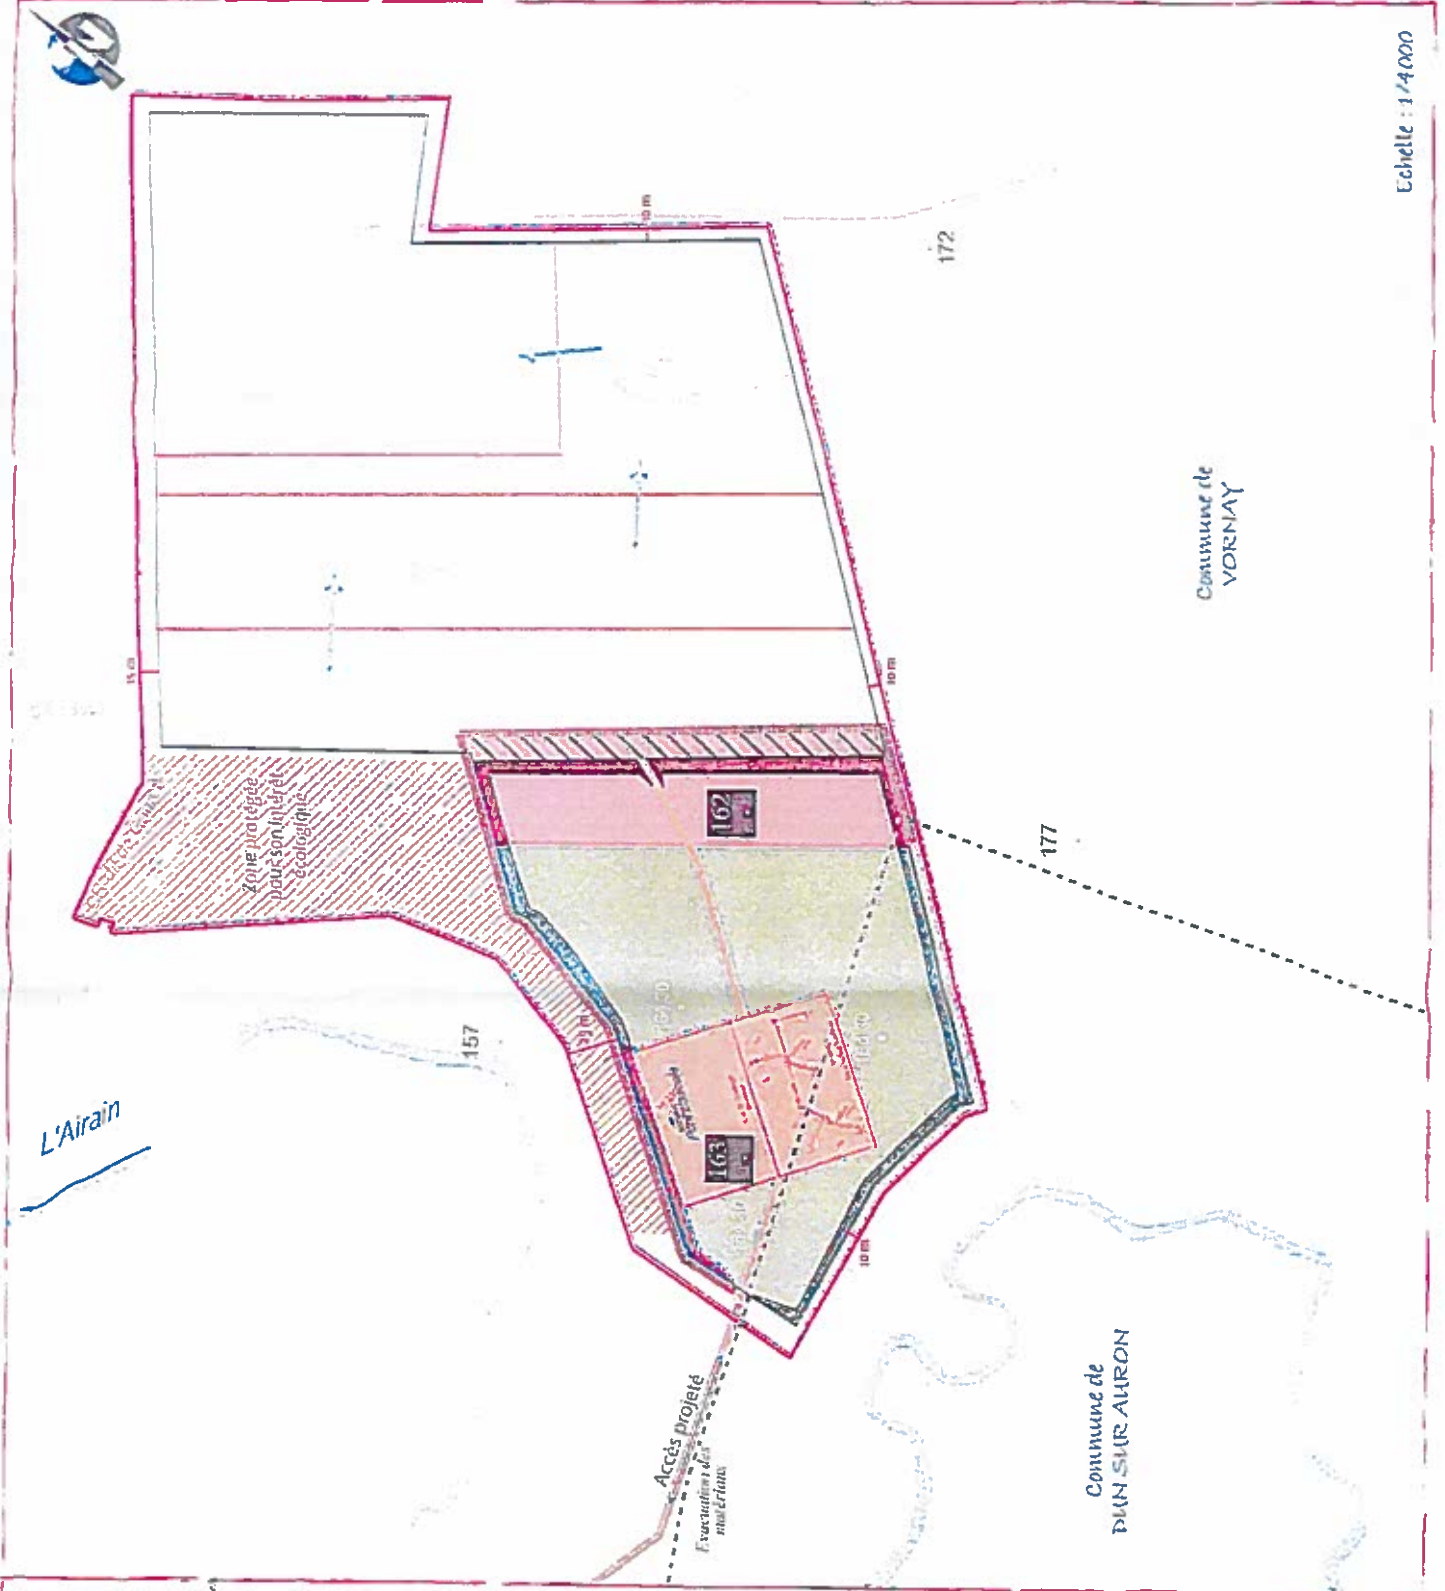 Echelle : 1/4000
10 m
172
Commune de
VORNAY
15 m
10 m
Zone protégée
pour son intérêt
écologique
162
177
157
L'Airain
163
10 m
Accès projeté
Evacuation des
matériaux
Commune de
DUN SUR AURON